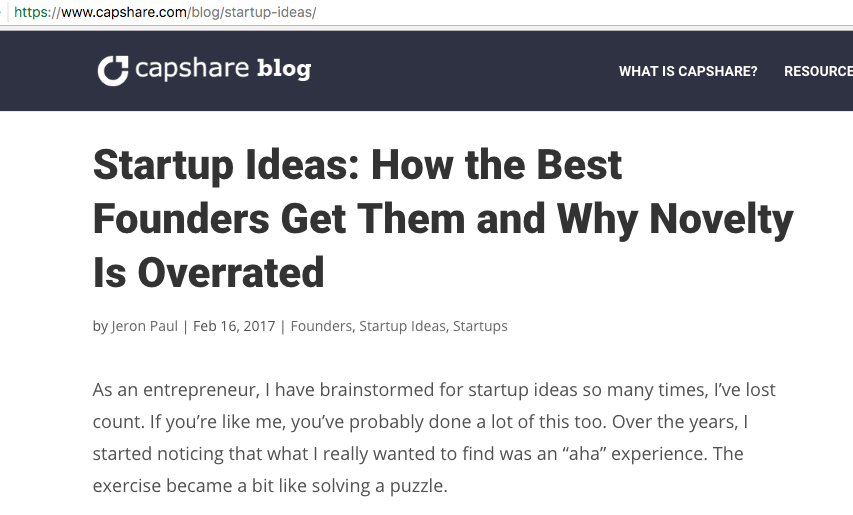 https://www.capshare.com/blog/startup-ideas/
capshare blog
WHAT IS CAPSHARE? RESOURCE
Startup Ideas: How the Best
Founders Get Them and Why Novelty
Is Overrated
by Jeron Paul | Feb 16, 2017 | Founders, Startup Ideas, Startups
As an entrepreneur, I have brainstormed for startup ideas so many times, I’ve lost
count. If you’re like me, you’ve probably done a lot of this too. Over the years, I
started noticing that what I really wanted to find was an “aha” experience. The
exercise became a bit like solving a puzzle.